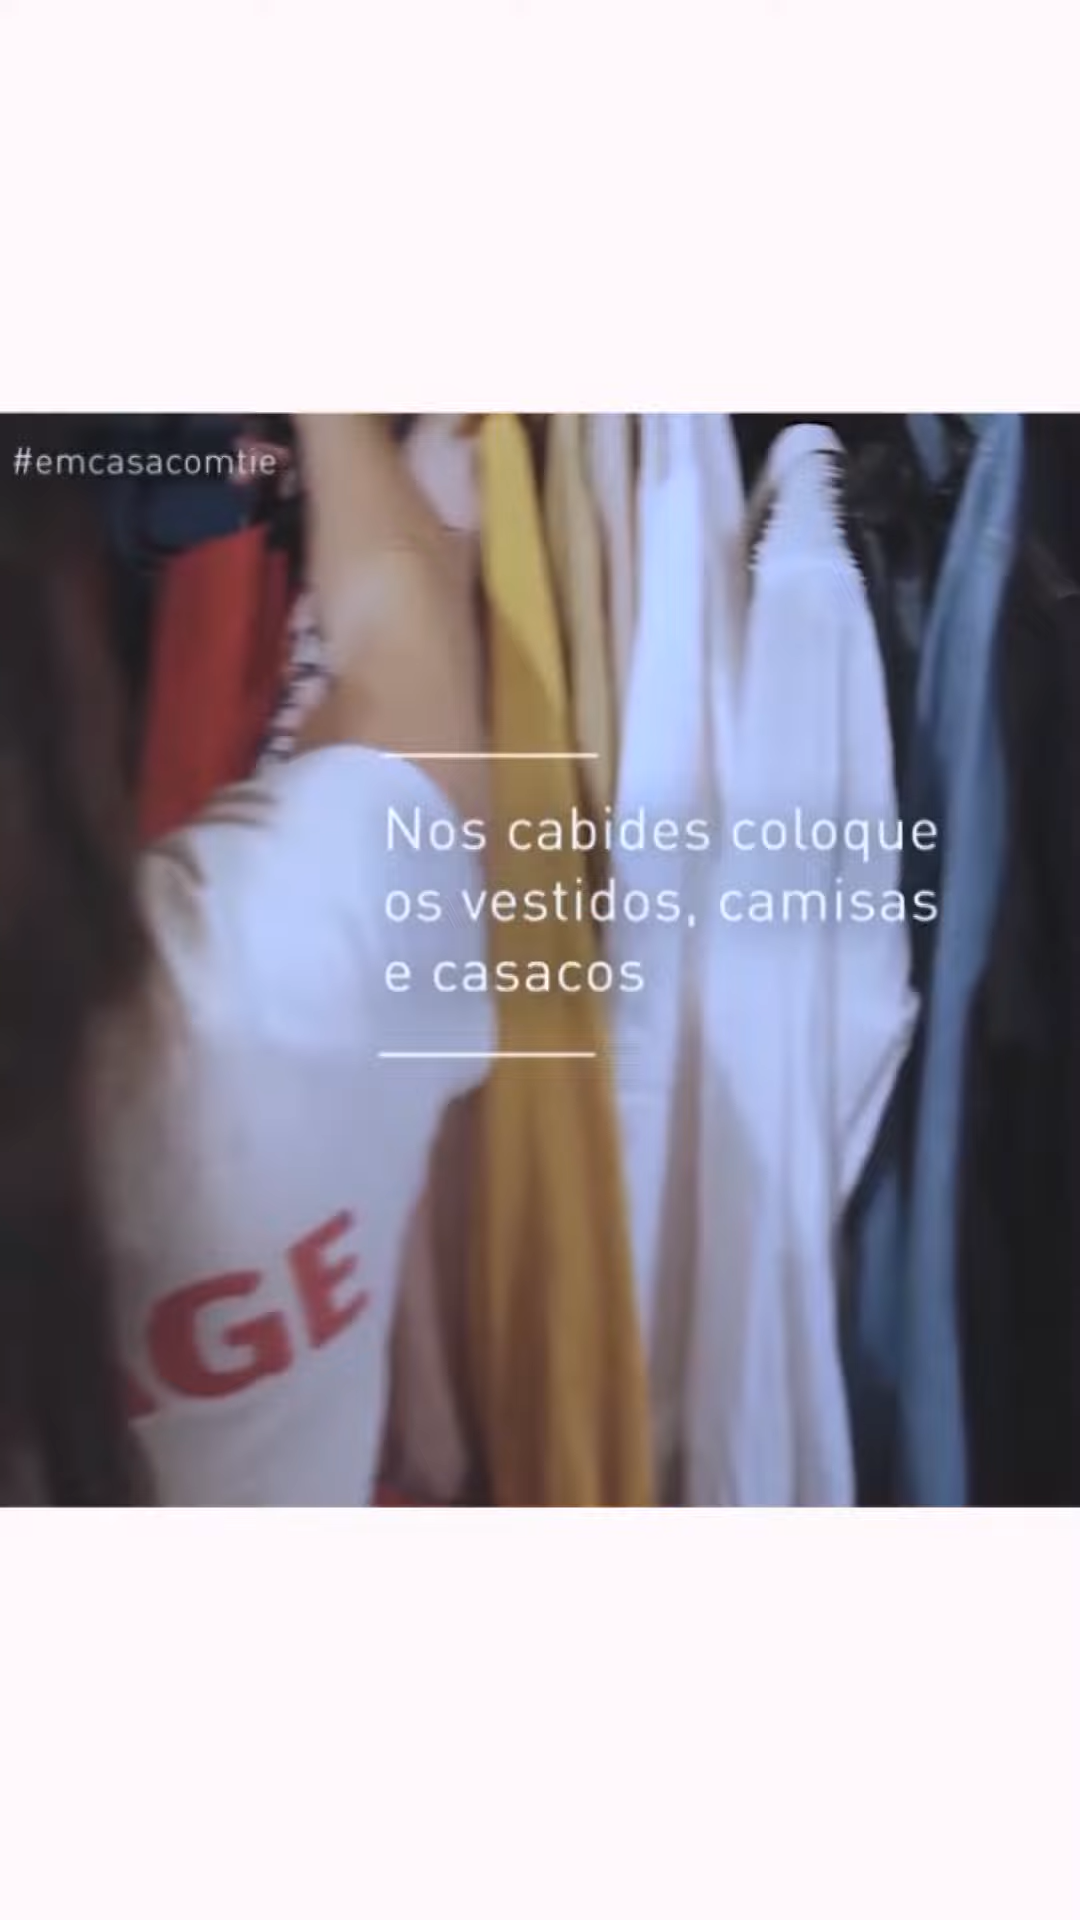 #emcasacomtie
Nos cabides coloque
os vestidos, camisas
e casacos
GE